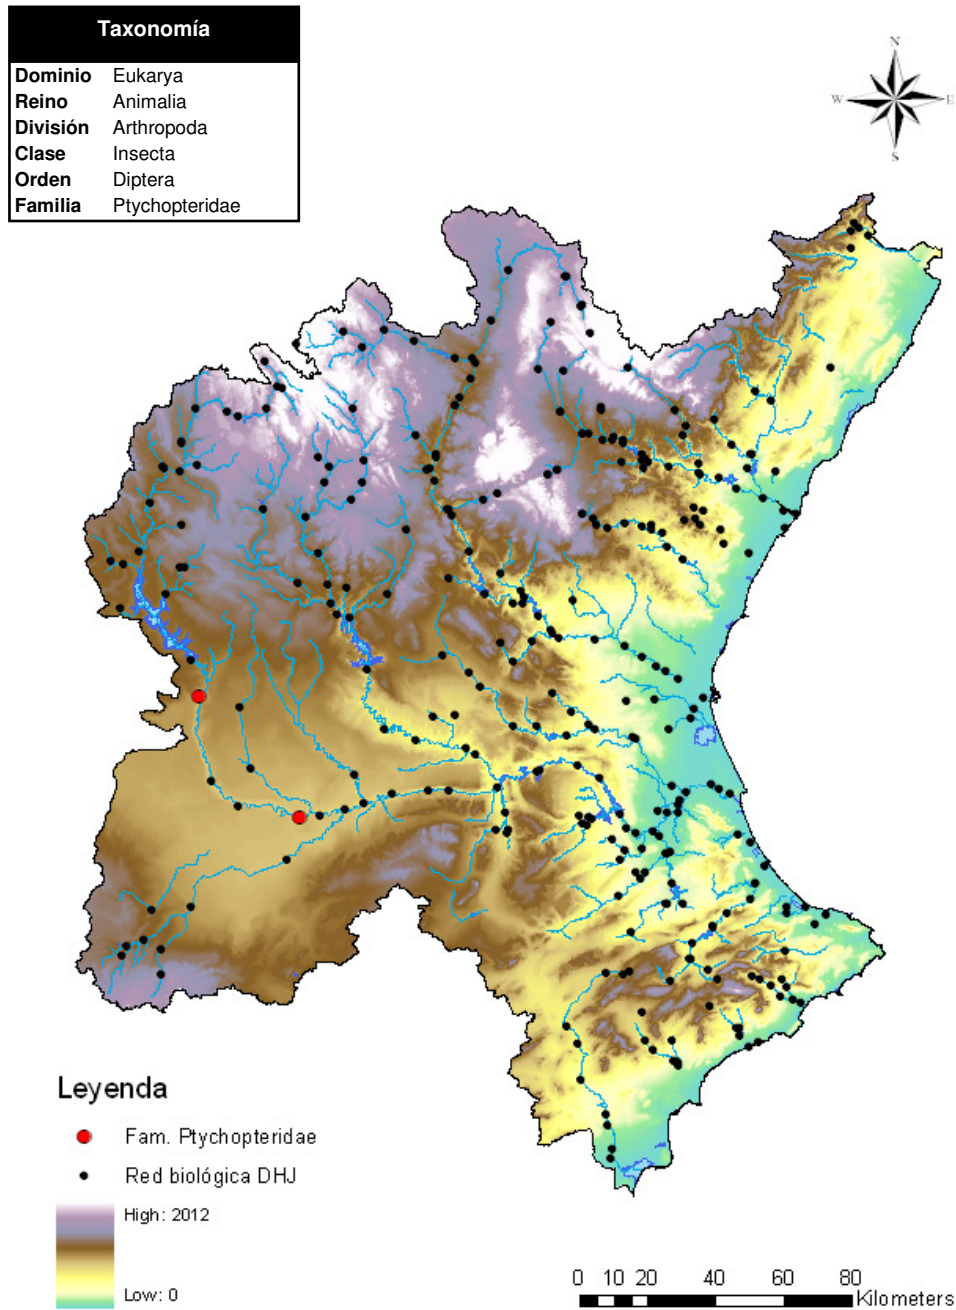 Taxonomía
Dominio Eukarya
Reino Animalia
División Arthropoda
Clase Insecta
Orden Diptera
Familia Ptychopteridae
N
W E
S
Leyenda
Fam. Ptychopteridae
Red biológica DHJ
High: 2012
Low: 0
0 10 20 40 60 80
Kilometers